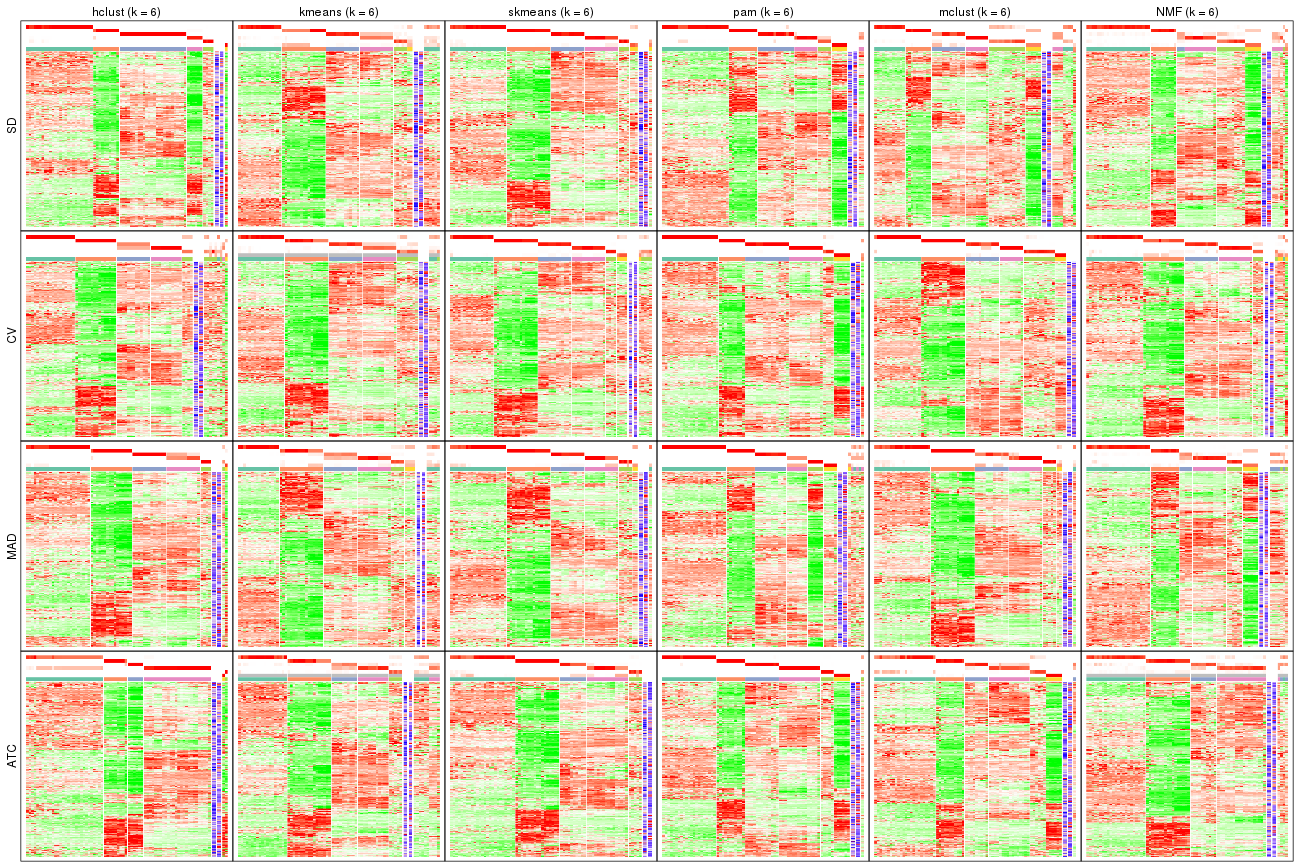 hclust (k = 6) kmeans (k = 6) skmeans (k = 6) pam (k = 6) mclust (k = 6) NMF (k = 6)
SD
CV
MAD
ATC